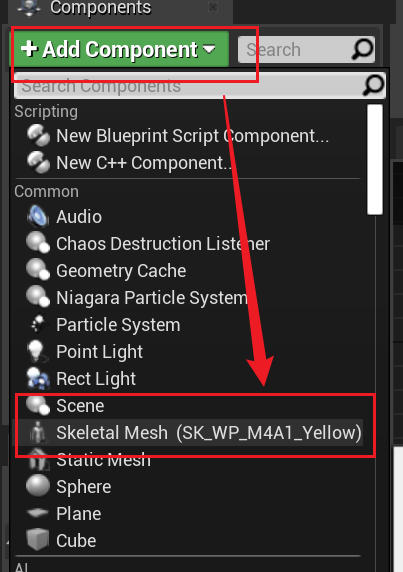 Components
+ Add Component
Search
Search Components
Scripting
New Blueprint Script Component...
New C++ Component...
Common
Audio
Chaos Destruction Listener
Geometry Cache
Niagara Particle System
Particle System
Point Light
Rect Light
Scene
Skeletal Mesh (SK_WP_M4A1_Yellow)
Static Mesh
Sphere
Plane
Cube
AI